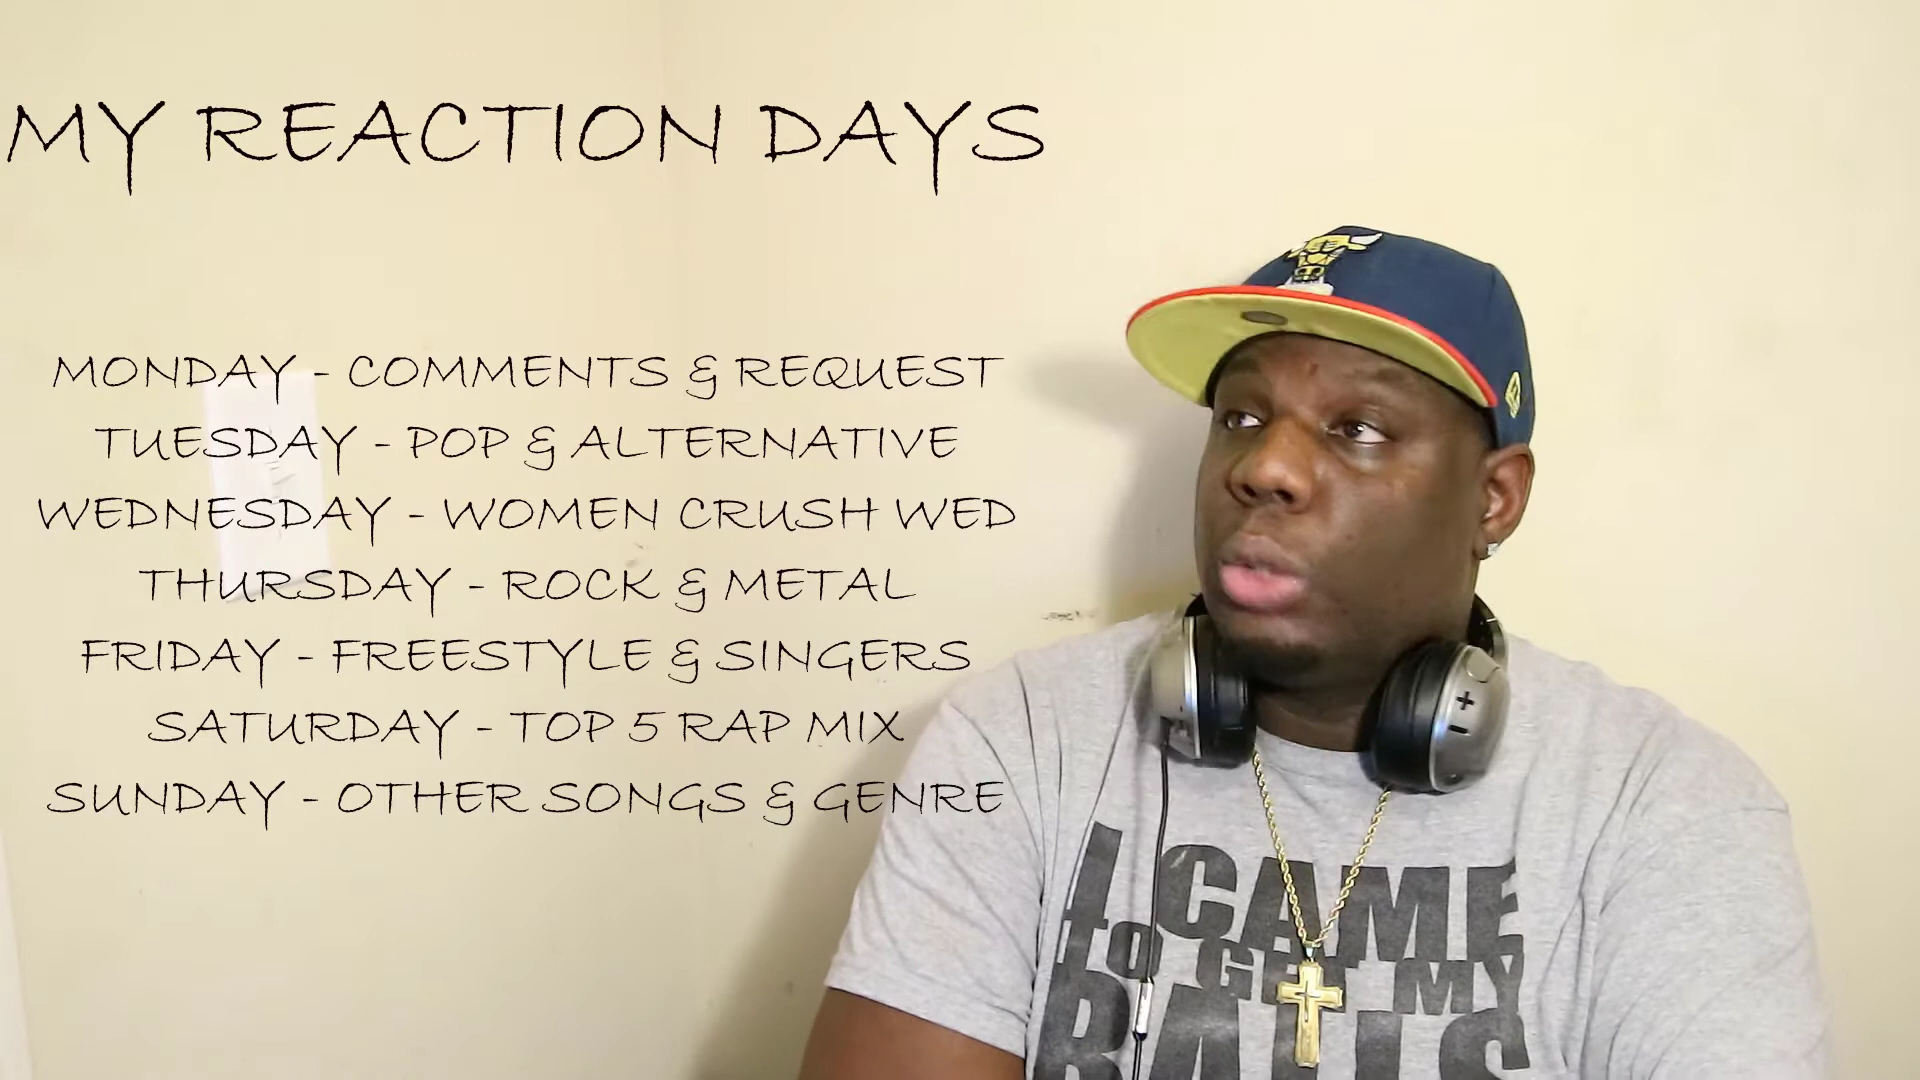 MY REACTION DAYS
MONDAY - COMMENTS & REQUEST
TUESDAY - POP & ALTERNATIVE
WEDNESDAY - WOMEN CRUSH WED
THURSDAY - ROCK & METAL
FRIDAY - FREESTYLE & SINGERS
SATURDAY - TOP 5 RAP MIX
SUNDAY - OTHER SONGS & GENRE
I CAME
TO GET MY
BALLS